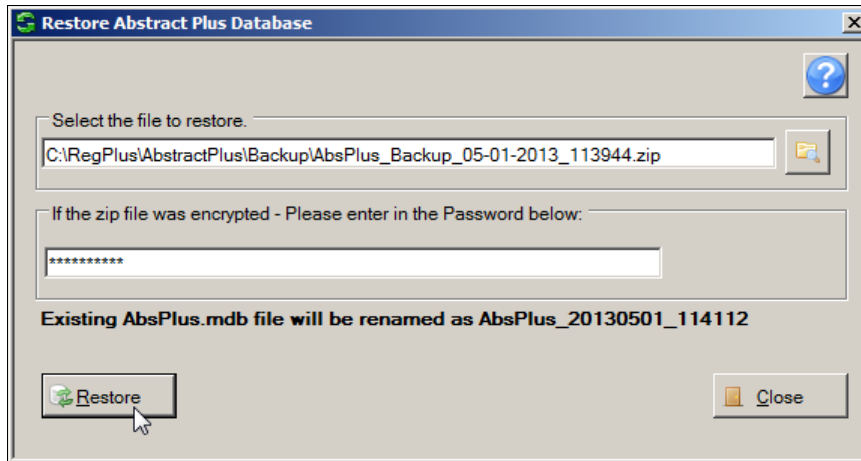 Restore Abstract Plus Database
Select the file to restore.
C:\RegPlus\AbstractPlus\Backup\AbsPlus_Backup_05-01-2013_113944.zip
If the zip file was encrypted - Please enter in the Password below:
**********
Existing AbsPlus.mdb file will be renamed as AbsPlus_20130501_114112
Restore
Close